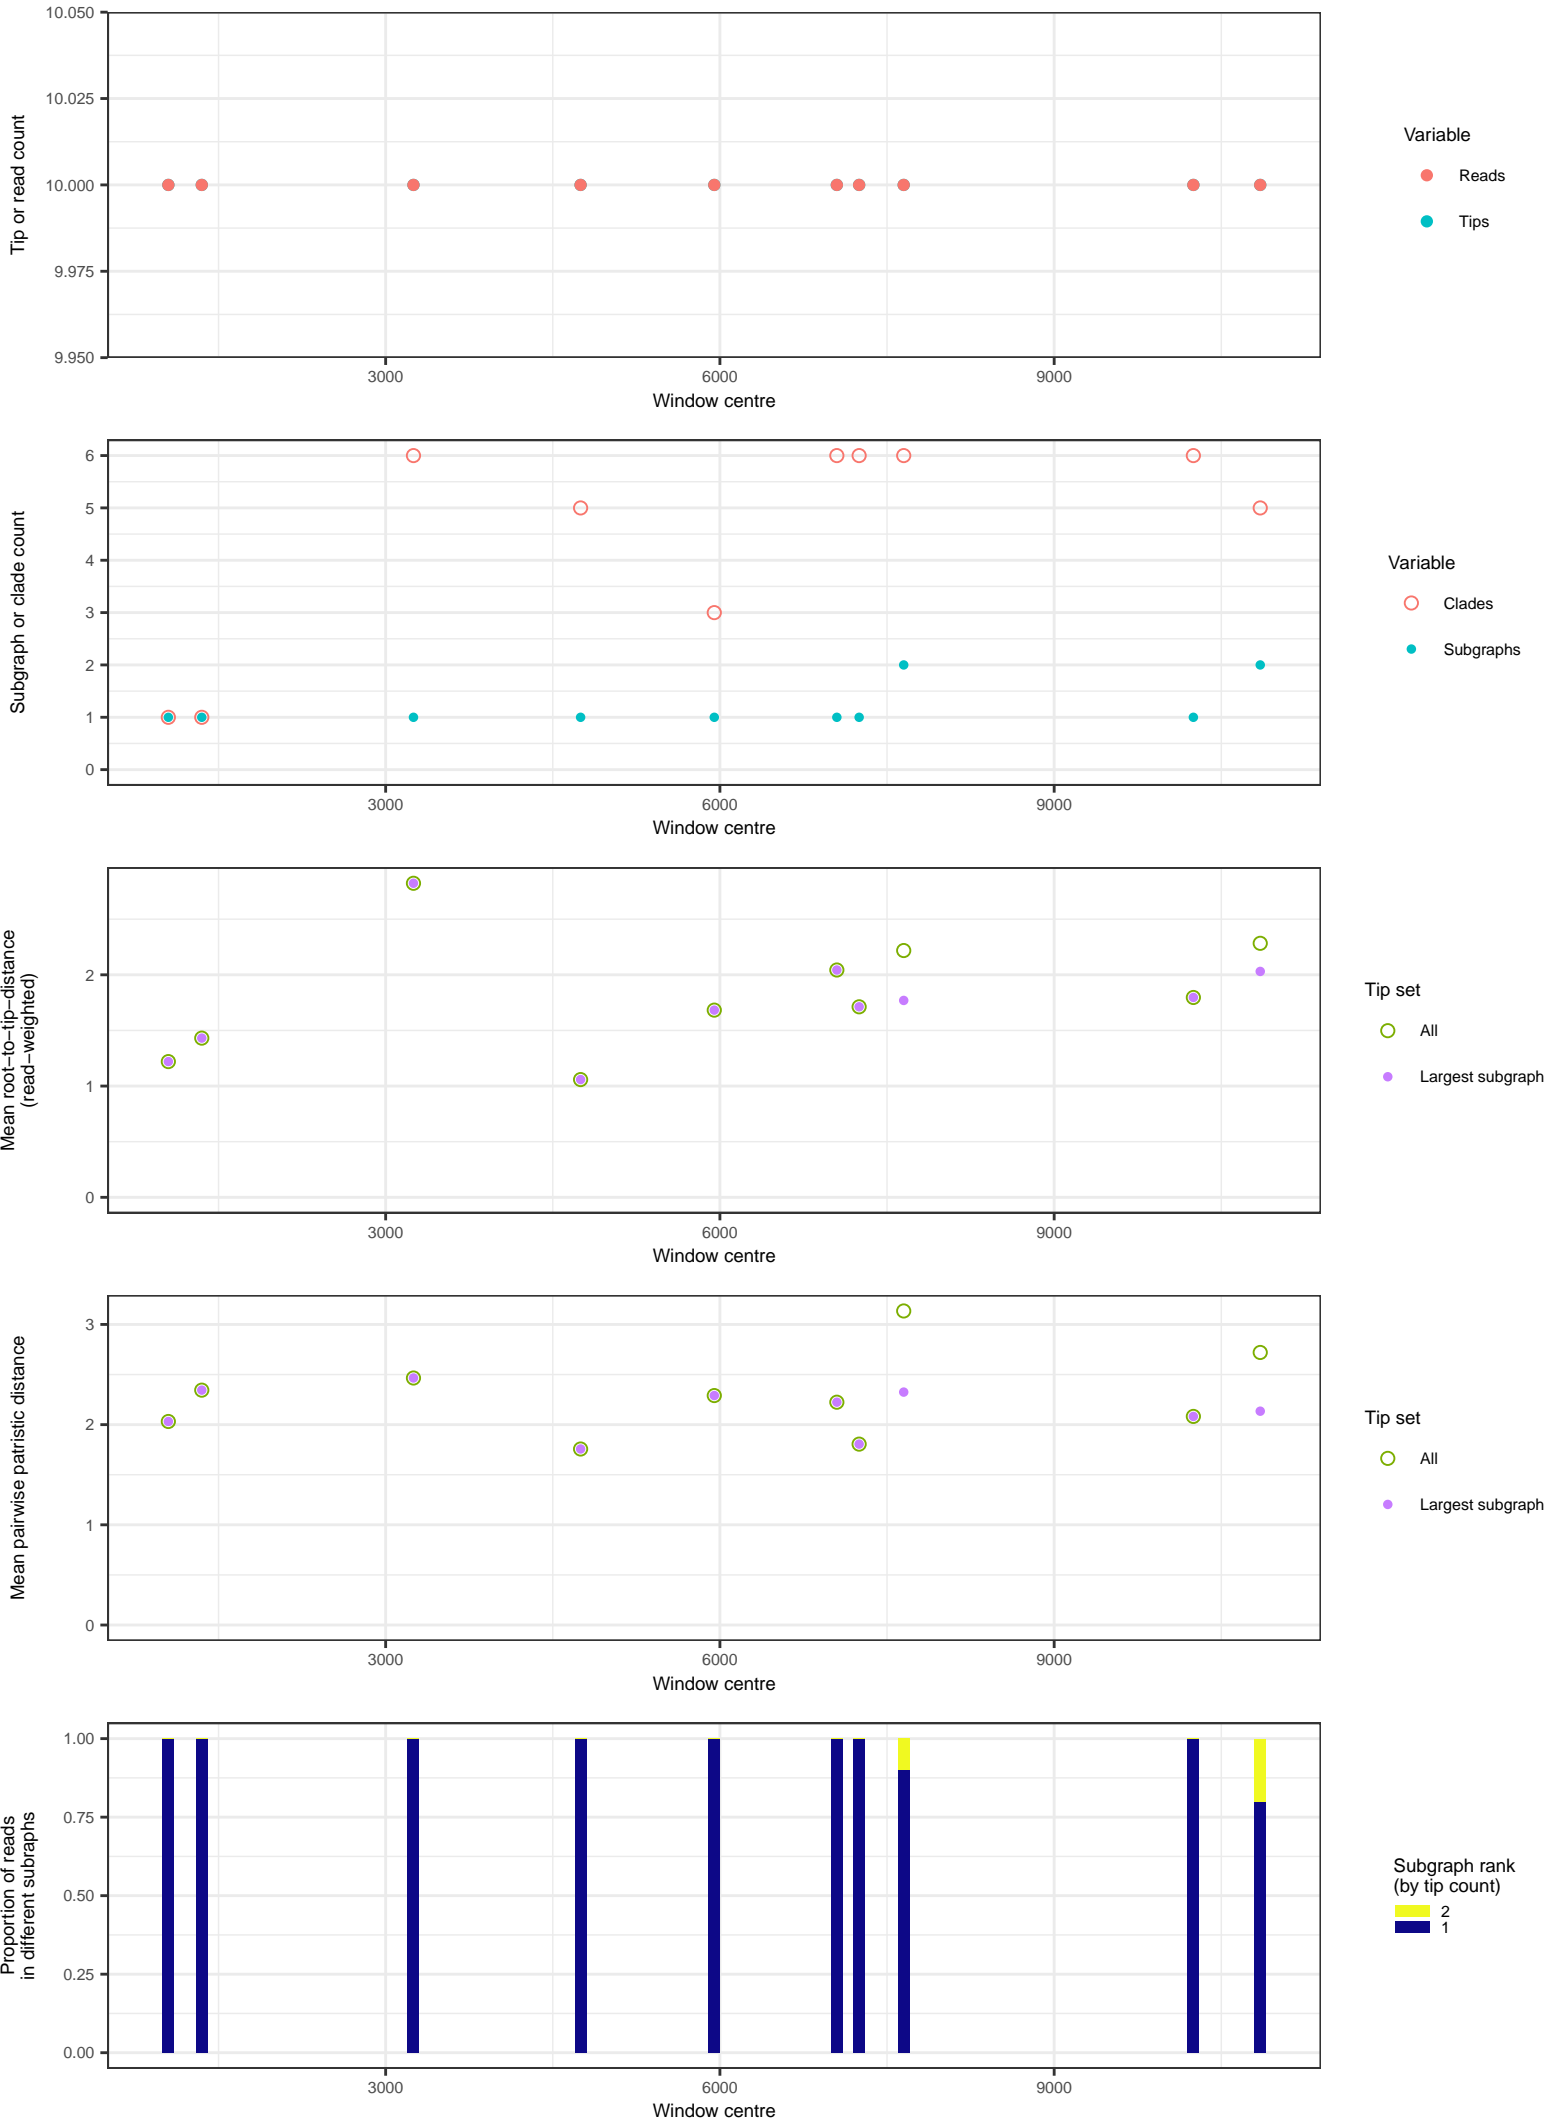 10.050
10.025
10.000
9.975
9.950
Tip or read count
3000 6000 9000
Window centre
Variable
Reads
Tips
6
5
4
3
2
1
0
Subgraph or clade count
3000 6000 9000
Window centre
Variable
Clades
Subgraphs
2
1
0
Mean root−to−tip−distance
(read−weighted)
3000 6000 9000
Window centre
Tip set
All
Largest subgraph
3
2
1
0
Mean pairwise patristic distance
3000 6000 9000
Window centre
Tip set
All
Largest subgraph
1.00
0.75
0.50
0.25
0.00
Proportion of reads
in different subraphs
3000 6000 9000
Window centre
Subgraph rank
(by tip count)
2
1